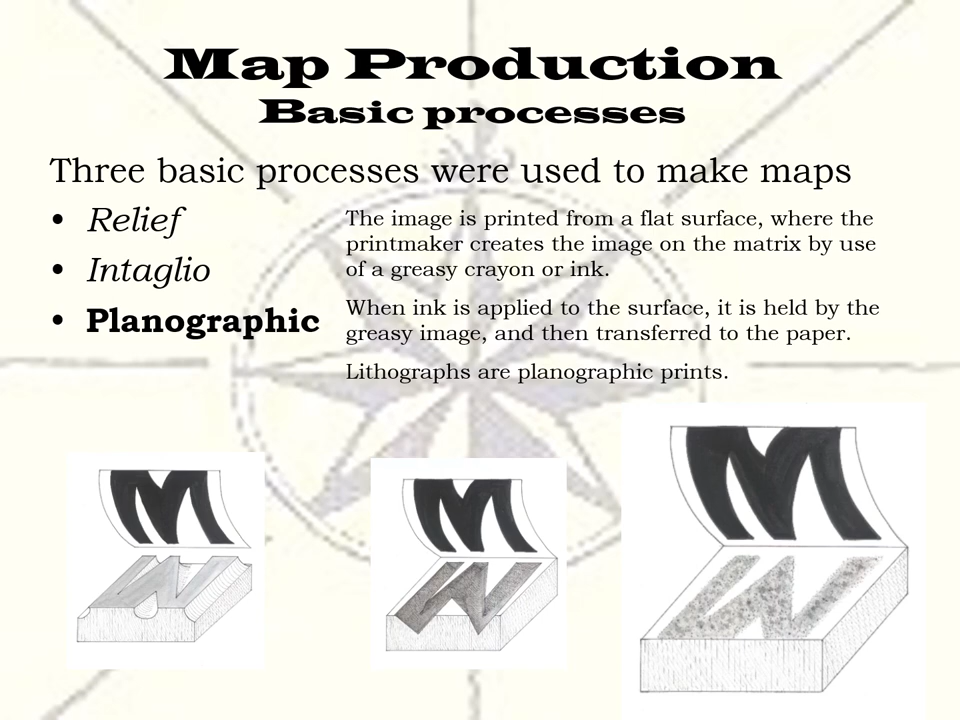 Map Production
Basic processes
Three basic processes were used to make maps
• Relief
• Intaglio
• Planographic
The image is printed from a flat surface, where the
printmaker creates the image on the matrix by use
of a greasy crayon or ink.
When ink is applied to the surface, it is held by the
greasy image, and then transferred to the paper.
Lithographs are planographic prints.
M
M
M